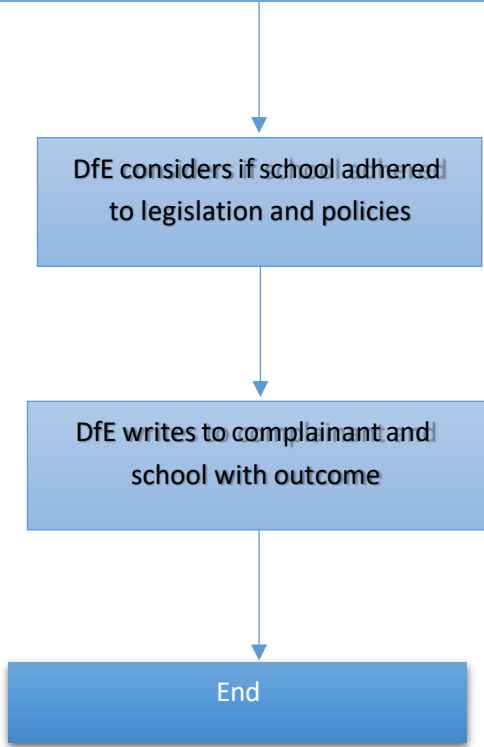 DfE considers if school adhered
to legislation and policies
DfE writes to complainant and
school with outcome
End